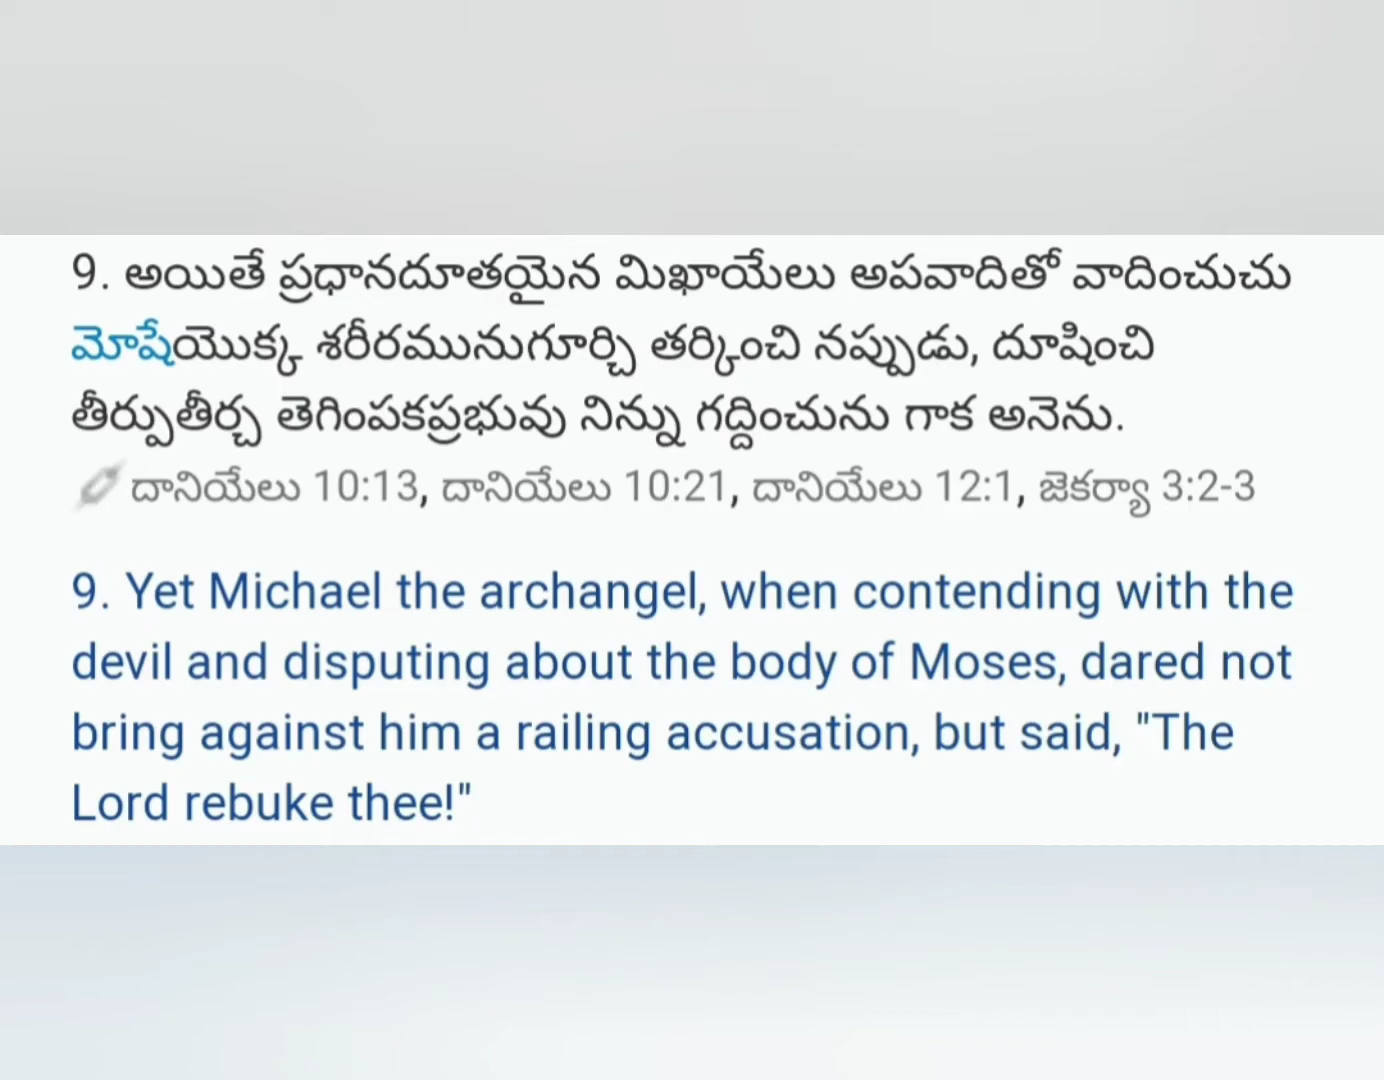 9. అయితే ప్రధానదూతయైన మిఖాయేలు అపవాదితో వాదించుచు
మోషేయొక్క శరీరమునుగూర్చి తర్కించి నప్పుడు, దూషించి
తీర్పుతీర్చ తెగింపకప్రభువు నిన్ను గద్దించును గాక అనెను.
దానియేలు 10:13, దానియేలు 10:21, దానియేలు 12:1, జెకర్యా 3:2-3
9. Yet Michael the archangel, when contending with the
devil and disputing about the body of Moses, dared not
bring against him a railing accusation, but said, "The
Lord rebuke thee!"